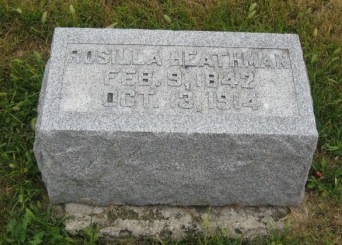 ROSILLA HEATHMAN
FEB. 9, 1842
OCT. 13, 1914